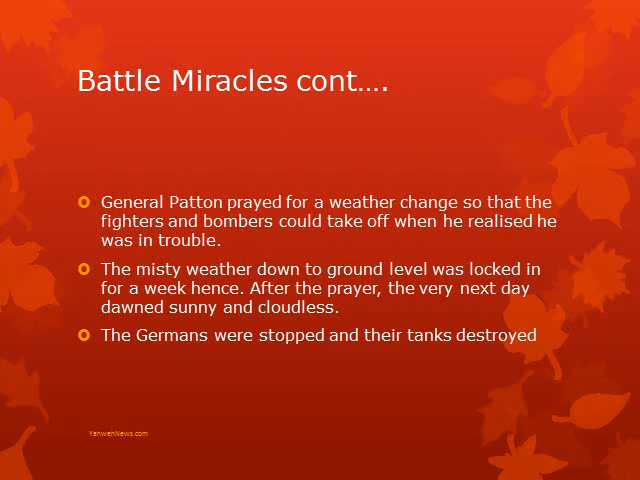 Battle Miracles cont….
General Patton prayed for a weather change so that the
fighters and bombers could take off when he realised he
was in trouble.
The misty weather down to ground level was locked in
for a week hence. After the prayer, the very next day
dawned sunny and cloudless.
The Germans were stopped and their tanks destroyed
YahwehNews.com